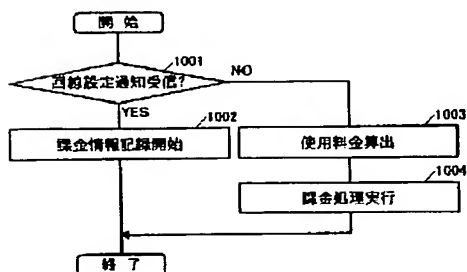 開始
1001
回線設定通知受信?
NO
YES
1002
課金情報記録開始
1003
使用料金算出
1004
課金処理実行
終了